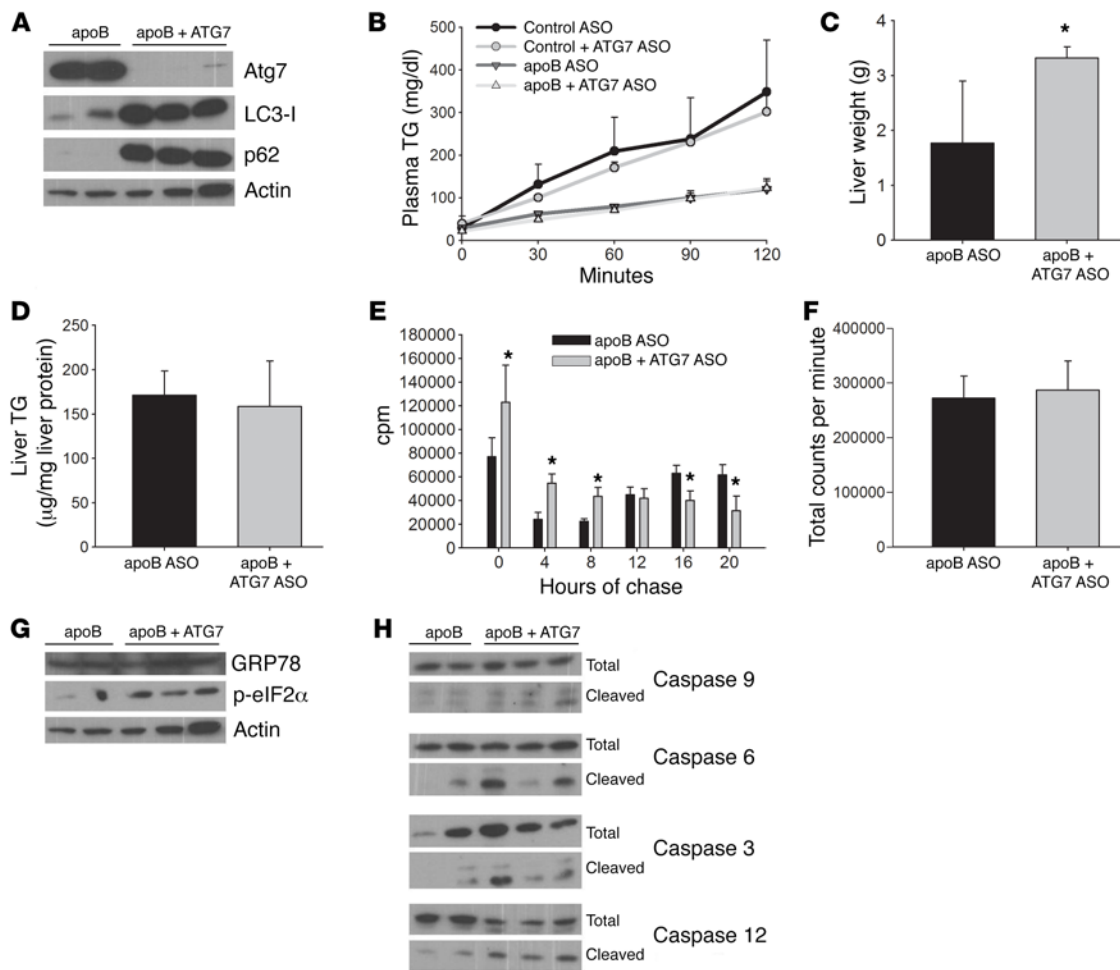 A
apoB
apoB + ATG7
Atg7
LC3-I
p62
Actin
B
Plasma TG (mg/dl)
500
400
300
200
100
0
Control ASO
Control + ATG7 ASO
apoB ASO
apoB + ATG7 ASO
0
30
60
90
120
Minutes
C
Liver weight (g)
4
3
2
1
0
*
apoB ASO
apoB +
ATG7 ASO
D
Liver TG
(µg/mg liver protein)
250
200
150
100
50
0
apoB ASO
apoB +
ATG7 ASO
E
cpm
180000
160000
140000
120000
100000
80000
60000
40000
20000
0
apoB ASO
apoB + ATG7 ASO
*
*
*
*
*
0
4
8
12
16
20
Hours of chase
F
Total counts per minute
400000
300000
200000
100000
0
apoB ASO
apoB +
ATG7 ASO
G
apoB
apoB + ATG7
GRP78
p-eIF2α
Actin
H
apoB
apoB + ATG7
Total
Cleaved
Caspase 9
Total
Cleaved
Caspase 6
Total
Cleaved
Caspase 3
Total
Cleaved
Caspase 12